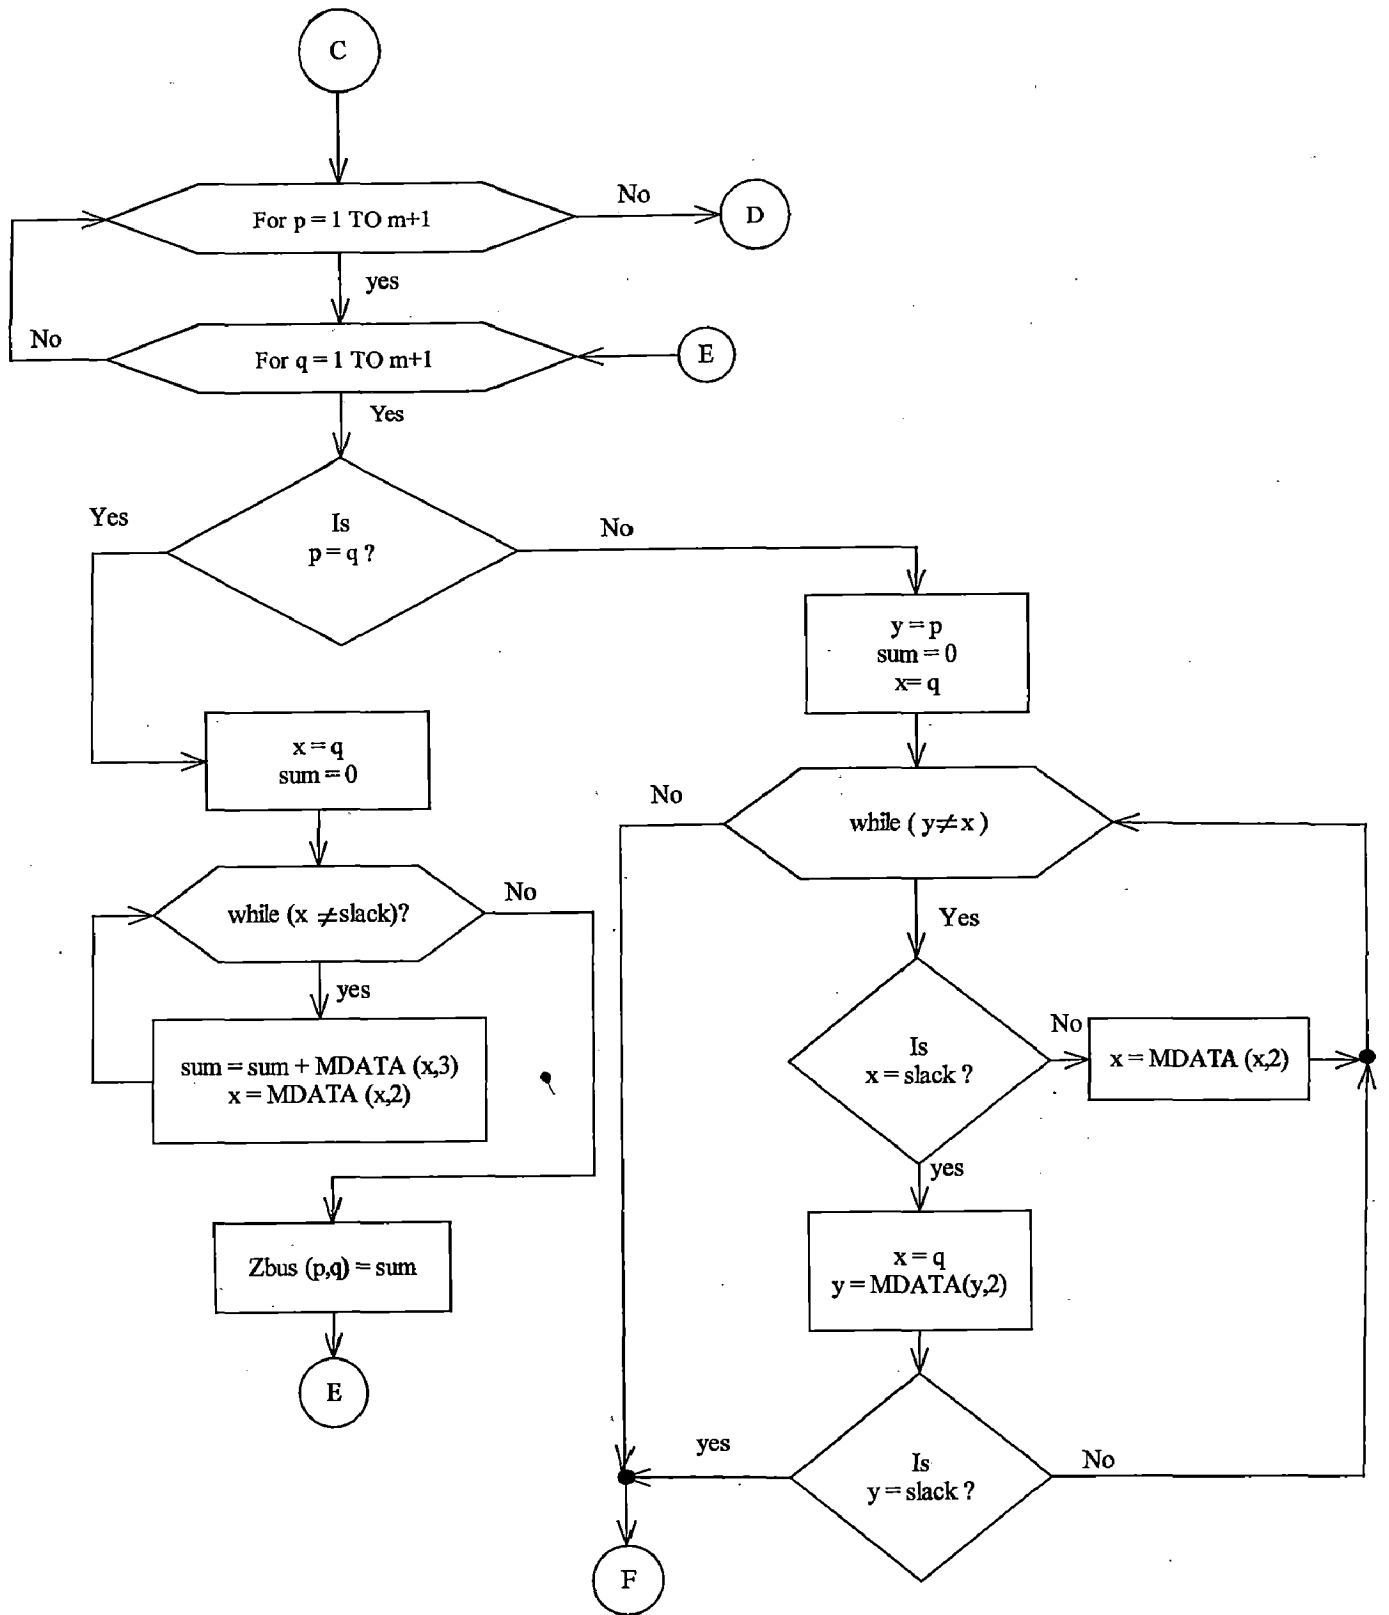 C
For p = 1 TO m+1
No
D
yes
No
For q = 1 TO m+1
E
Yes
Yes
Is
p = q ?
No
y = p
sum = 0
x= q
x = q
sum = 0
No
while ( y≠x )
while (x ≠slack)?
No
Yes
yes
sum = sum + MDATA (x,3)
x = MDATA (x,2)
Is
x = slack ?
No
x = MDATA (x,2)
yes
Zbus (p,q) = sum
x = q
y = MDATA(y,2)
E
yes
Is
y = slack ?
No
F